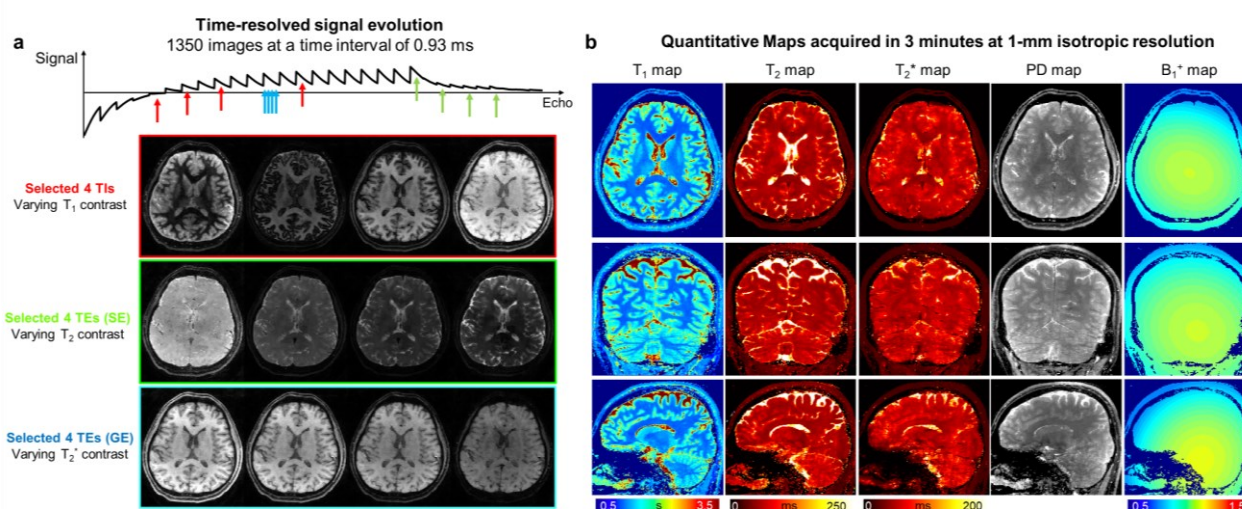 Time-resolved signal evolution
a
1350 images at a time interval of 0.93 ms
Signal
Echo
Selected 4 TIs
Varying T₁ contrast
Selected 4 TEs (SE)
Varying T₂ contrast
Selected 4 TEs (GE)
Varying T₂* contrast
b
Quantitative Maps acquired in 3 minutes at 1-mm isotropic resolution
T₁ map T₂ map T₂* map PD map B₁⁺ map
0.5 s 3.5 0 ms 250 0 ms 200 0.5 1.5